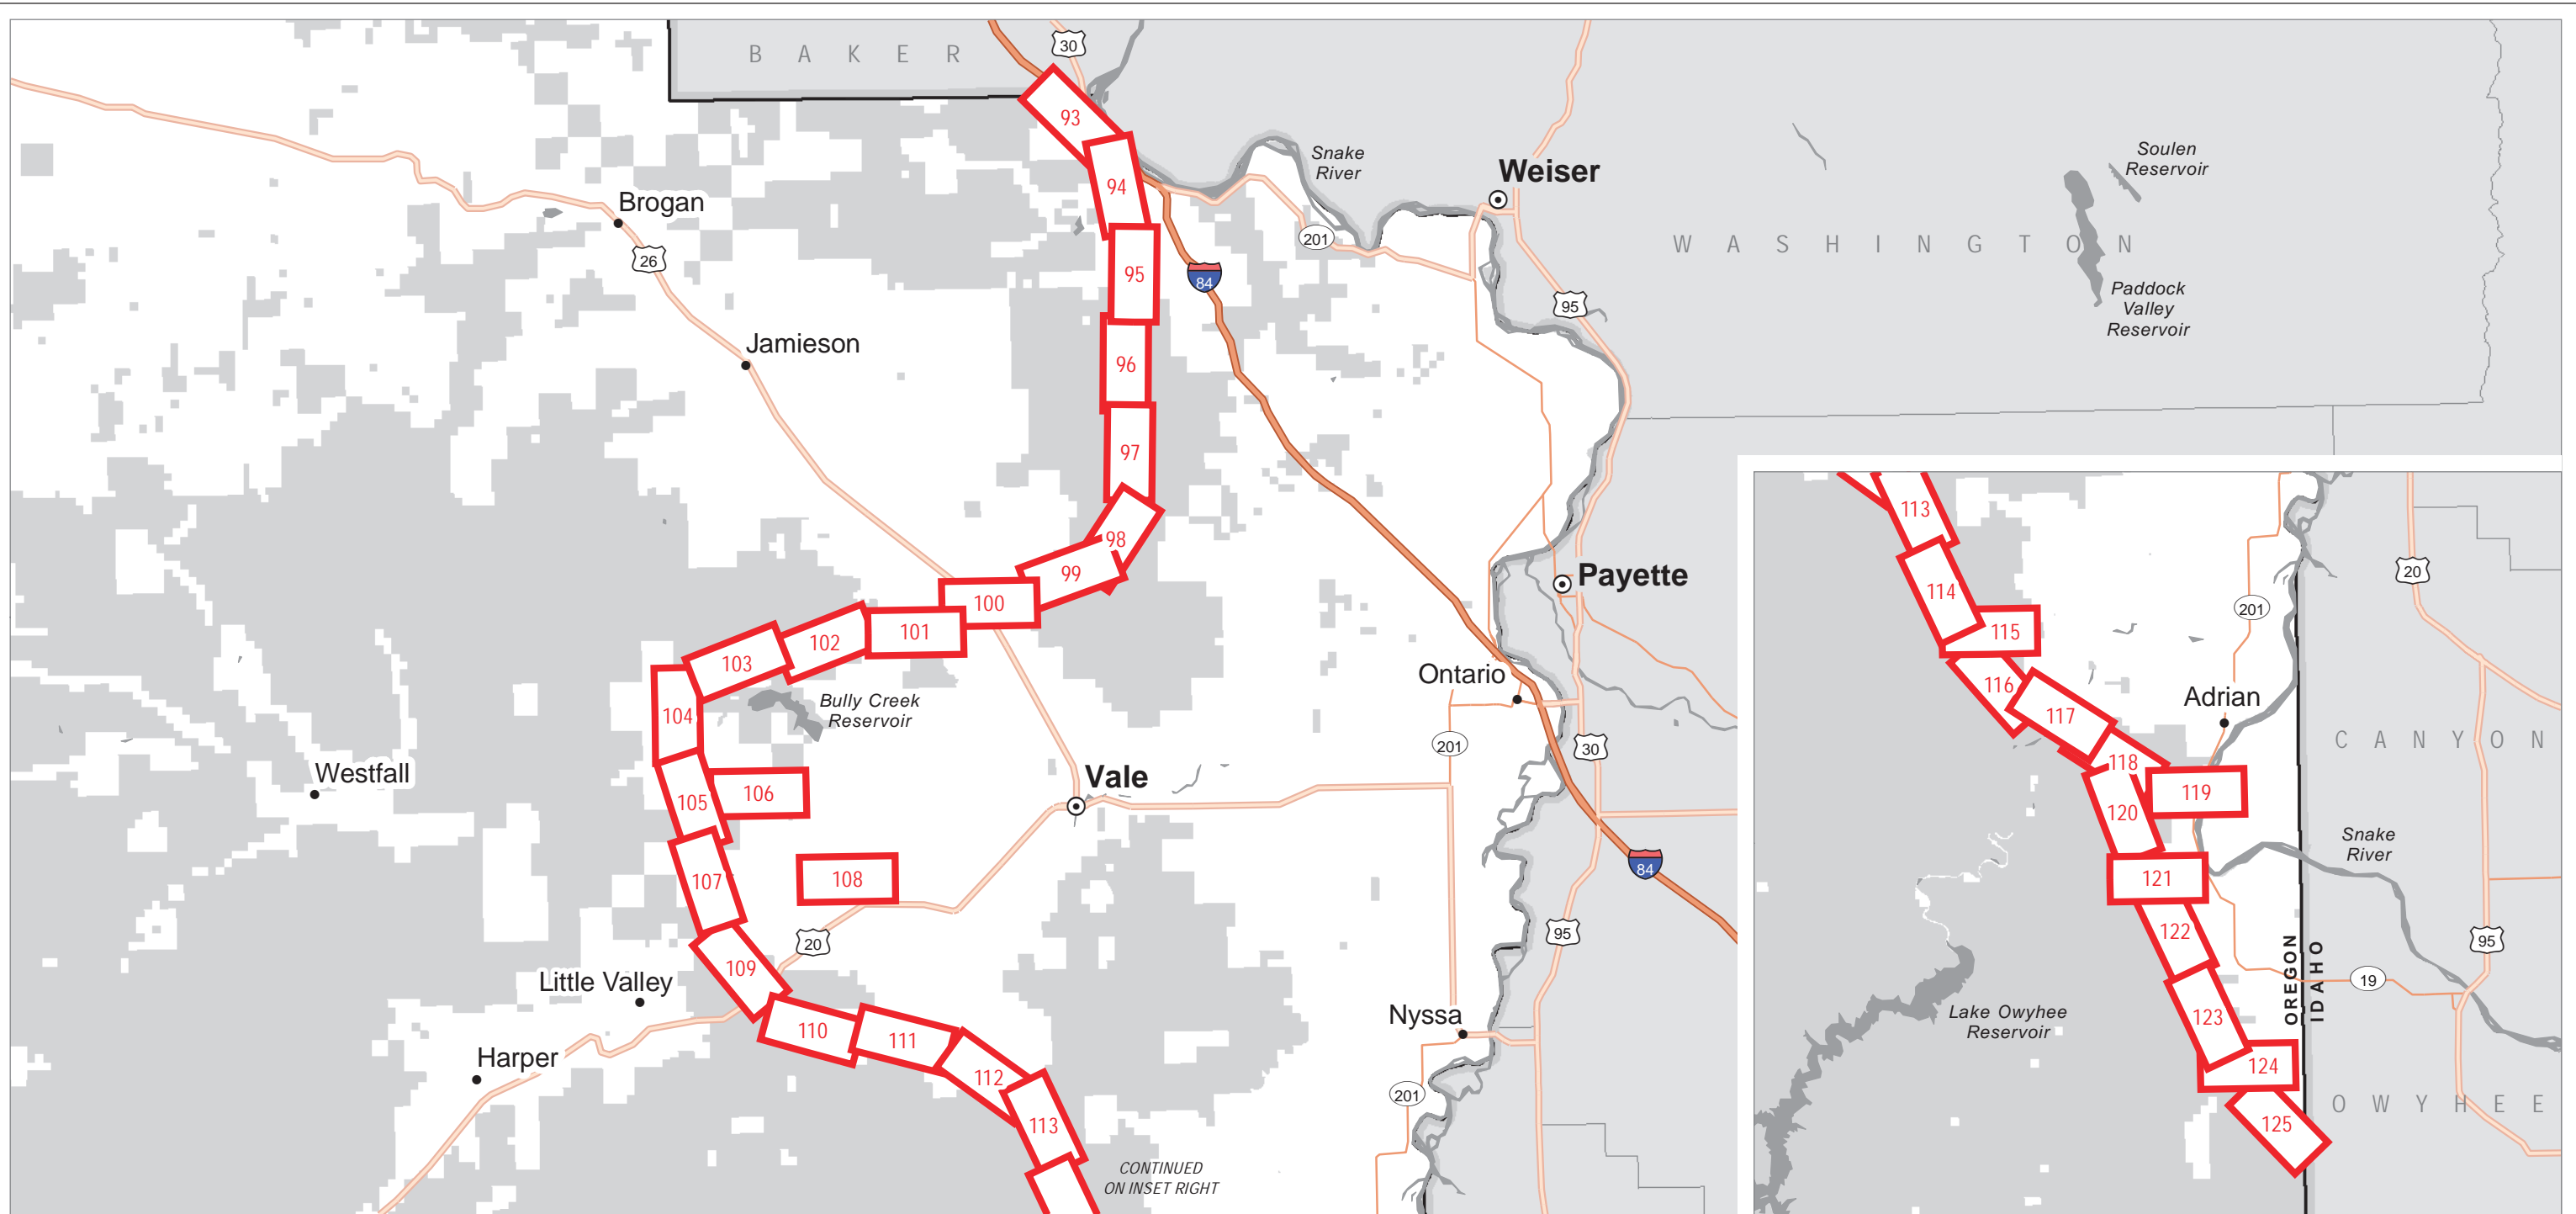 BAKER
30
93
94
Snake
River
Weiser
Soulen
Reservoir
Brogan
201
WASHINGTON
26
95
84
95
Paddock
Valley
Reservoir
Jamieson
96
97
98
99
100
101
102
103
104
Bully Creek
Reservoir
Payette
Ontario
201
30
Westfall
Vale
105
106
107
108
84
20
95
109
Little Valley
110
111
112
113
Nyssa
201
Harper
CONTINUED
ON INSET RIGHT
113
114
115
116
117
118
119
120
121
122
123
124
125
20
201
Adrian
CANYON
Snake
River
95
OREGON
IDAHO
19
Lake Owyhee
Reservoir
OWYHEE